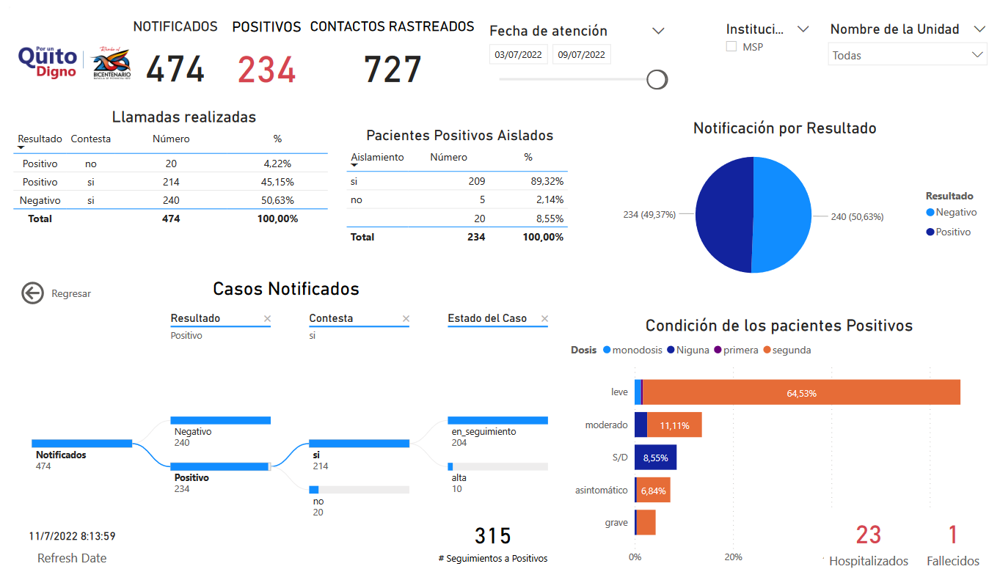 NOTIFICADOS
474
POSITIVOS
234
CONTACTOS RASTREADOS
727
Fecha de atención
03/07/2022 09/07/2022
Instituci...
MSP
Nombre de la Unidad
Todas
Por un
Quito
Digno
200
BICENTENARIO
Llamadas realizadas
Resultado Contesta Número %
Positivo no 20 4,22%
Positivo si 214 45,15%
Negativo si 240 50,63%
Total 474 100,00%
Pacientes Positivos Aislados
Aislamiento Número %
si 209 89,32%
no 5 2,14%
20 8,55%
Total 234 100,00%
Notificación por Resultado
234 (49,37%)
240 (50,63%)
Resultado
Negativo
Positivo
Regresar
Casos Notificados
Resultado
Positivo
Contesta
si
Estado del Caso
Notificados
474
Negativo
240
Positivo
234
si
214
no
20
en_seguimiento
204
alta
10
315
# Seguimientos a Positivos
11/7/2022 8:13:59
Refresh Date
Condición de los pacientes Positivos
Dosis monodosis Niguna primera segunda
leve 64,53%
moderado 11,11%
S/D 8,55%
asintomático 6,84%
grave
0% 20%
23
Hospitalizados
1
Fallecidos